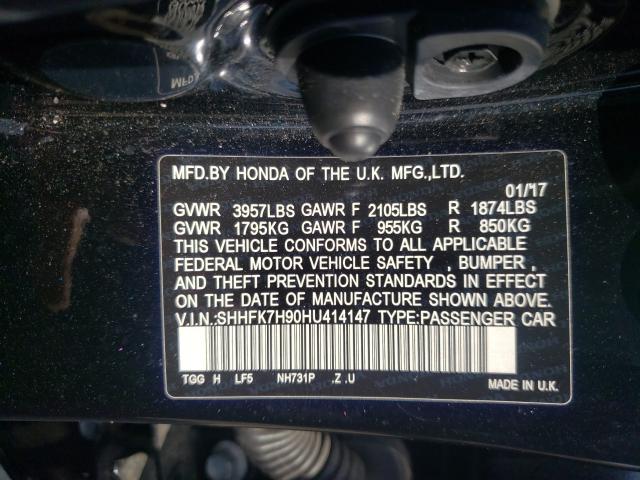 MFD.
MFD.BY HONDA OF THE U.K. MFG.,LTD.
01/17
GVWR 3957LBS GAWR F 2105LBS R 1874LBS
GVWR 1795KG GAWR F 955KG R 850KG
THIS VEHICLE CONFORMS TO ALL APPLICABLE
FEDERAL MOTOR VEHICLE SAFETY , BUMPER ,
AND THEFT PREVENTION STANDARDS IN EFFECT
ON THE DATE OF MANUFACTURE SHOWN ABOVE.
V.I.N.:SHHFK7H90HU414147 TYPE:PASSENGER CAR
TGG H LF5 NH731P .Z .U
MADE IN U.K.